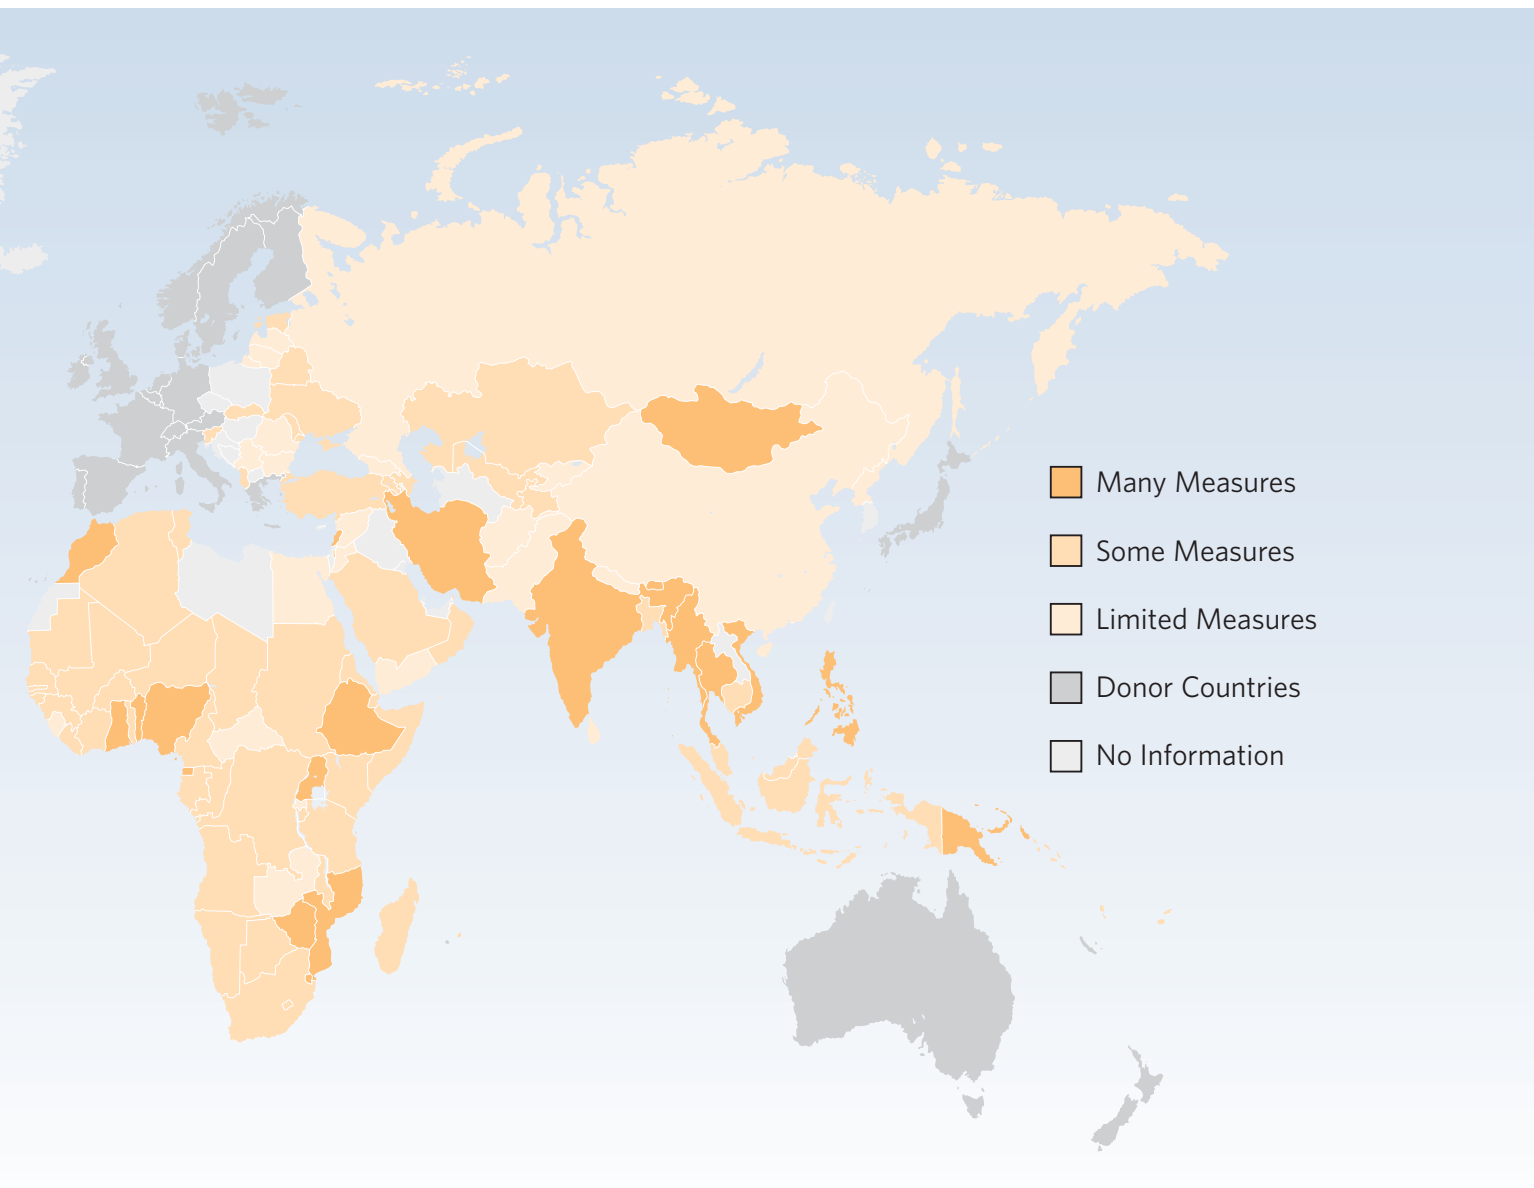 Many Measures
Some Measures
Limited Measures
Donor Countries
No Information